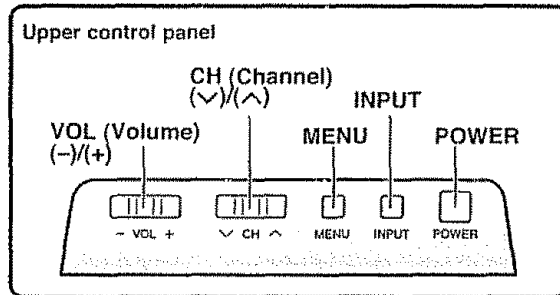 Upper control panel
CH (Channel)
(∨)/(∧)
INPUT
VOL (Volume)
(–)/(+)
MENU
POWER
– VOL +
∨ CH ∧
MENU
INPUT
POWER